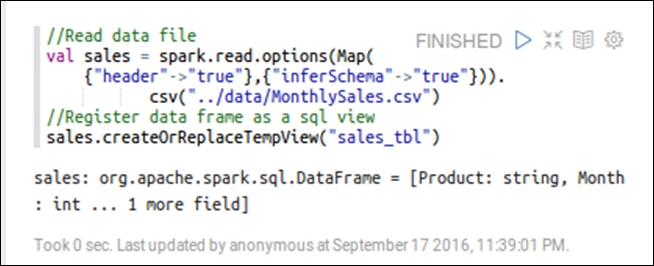 //Read data file
FINISHED
val sales = spark.read.options(Map(
{"header"->"true"},{"inferSchema"->"true"})).
csv("../data/MonthlySales.csv")
//Register data frame as a sql view
sales.createOrReplaceTempView("sales_tbl")
sales: org.apache.spark.sql.DataFrame = [Product: string, Month
: int ... 1 more field]
Took 0 sec. Last updated by anonymous at September 17 2016, 11:39:01 PM.